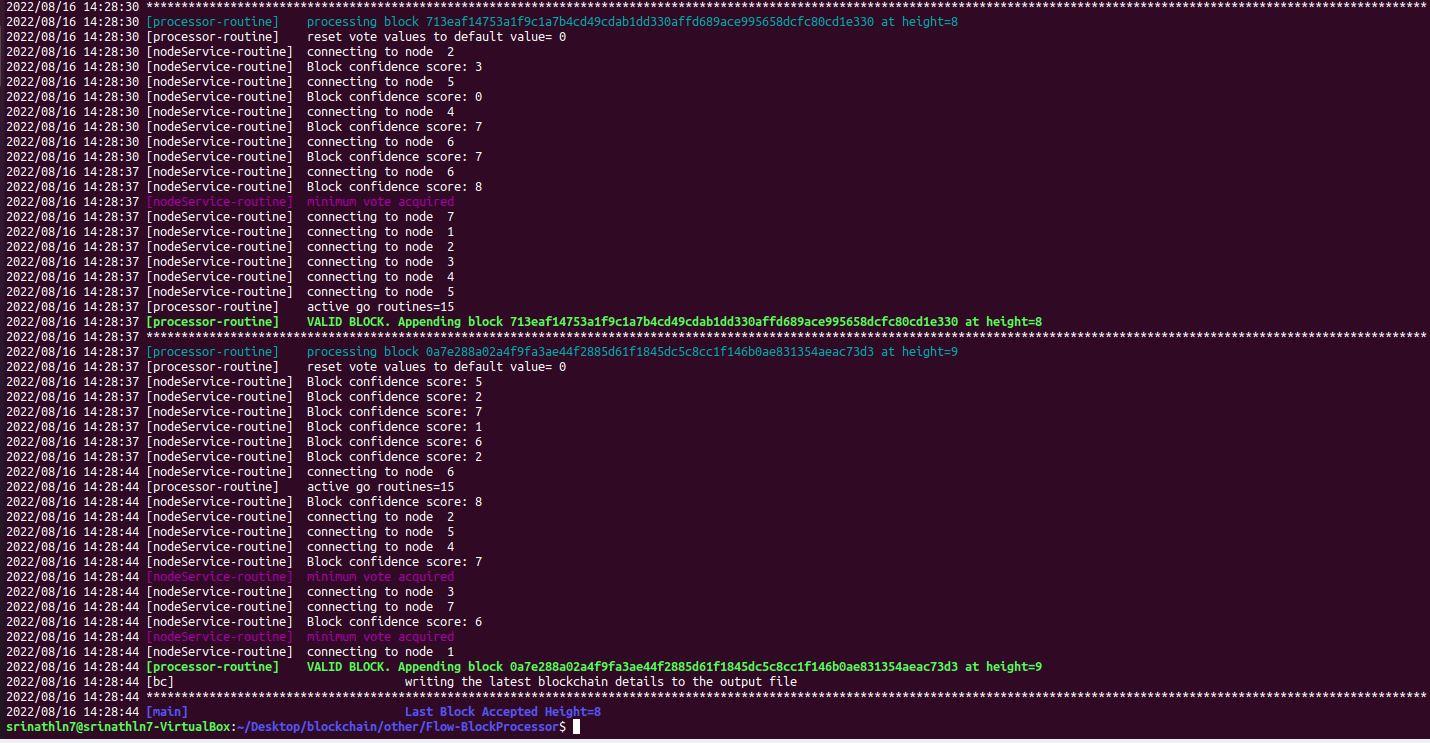 2022/08/16 14:28:30 ***************************************************************************************************************************************************************************************
2022/08/16 14:28:30 [processor-routine]    processing block 713eaf14753a1f9c1a7b4cd49cdab1dd330affd689ace995658dcfc80cd1e330 at height=8
2022/08/16 14:28:30 [processor-routine]    reset vote values to default value= 0
2022/08/16 14:28:30 [nodeService-routine]  connecting to node  2
2022/08/16 14:28:30 [nodeService-routine]  Block confidence score: 3
2022/08/16 14:28:30 [nodeService-routine]  connecting to node  5
2022/08/16 14:28:30 [nodeService-routine]  Block confidence score: 0
2022/08/16 14:28:30 [nodeService-routine]  connecting to node  4
2022/08/16 14:28:30 [nodeService-routine]  Block confidence score: 7
2022/08/16 14:28:30 [nodeService-routine]  connecting to node  6
2022/08/16 14:28:30 [nodeService-routine]  Block confidence score: 7
2022/08/16 14:28:37 [nodeService-routine]  connecting to node  6
2022/08/16 14:28:37 [nodeService-routine]  Block confidence score: 8
2022/08/16 14:28:37 [nodeService-routine]  minimum vote acquired
2022/08/16 14:28:37 [nodeService-routine]  connecting to node  7
2022/08/16 14:28:37 [nodeService-routine]  connecting to node  1
2022/08/16 14:28:37 [nodeService-routine]  connecting to node  2
2022/08/16 14:28:37 [nodeService-routine]  connecting to node  3
2022/08/16 14:28:37 [nodeService-routine]  connecting to node  4
2022/08/16 14:28:37 [nodeService-routine]  connecting to node  5
2022/08/16 14:28:37 [processor-routine]    active go routines=15
2022/08/16 14:28:37 [processor-routine]    VALID BLOCK. Appending block 713eaf14753a1f9c1a7b4cd49cdab1dd330affd689ace995658dcfc80cd1e330 at height=8
2022/08/16 14:28:37 ***************************************************************************************************************************************************************************************
2022/08/16 14:28:37 [processor-routine]    processing block 0a7e288a02a4f9fa3ae44f2885d61f1845dc5c8cc1f146b0ae831354aeac73d3 at height=9
2022/08/16 14:28:37 [processor-routine]    reset vote values to default value= 0
2022/08/16 14:28:37 [nodeService-routine]  Block confidence score: 5
2022/08/16 14:28:37 [nodeService-routine]  Block confidence score: 2
2022/08/16 14:28:37 [nodeService-routine]  Block confidence score: 7
2022/08/16 14:28:37 [nodeService-routine]  Block confidence score: 1
2022/08/16 14:28:37 [nodeService-routine]  Block confidence score: 6
2022/08/16 14:28:37 [nodeService-routine]  Block confidence score: 2
2022/08/16 14:28:44 [nodeService-routine]  connecting to node  6
2022/08/16 14:28:44 [processor-routine]    active go routines=15
2022/08/16 14:28:44 [nodeService-routine]  Block confidence score: 8
2022/08/16 14:28:44 [nodeService-routine]  connecting to node  2
2022/08/16 14:28:44 [nodeService-routine]  connecting to node  5
2022/08/16 14:28:44 [nodeService-routine]  connecting to node  4
2022/08/16 14:28:44 [nodeService-routine]  Block confidence score: 7
2022/08/16 14:28:44 [nodeService-routine]  minimum vote acquired
2022/08/16 14:28:44 [nodeService-routine]  connecting to node  3
2022/08/16 14:28:44 [nodeService-routine]  connecting to node  7
2022/08/16 14:28:44 [nodeService-routine]  Block confidence score: 6
2022/08/16 14:28:44 [nodeService-routine]  minimum vote acquired
2022/08/16 14:28:44 [nodeService-routine]  connecting to node  1
2022/08/16 14:28:44 [processor-routine]    VALID BLOCK. Appending block 0a7e288a02a4f9fa3ae44f2885d61f1845dc5c8cc1f146b0ae831354aeac73d3 at height=9
2022/08/16 14:28:44 [bc]                                 writing the latest blockchain details to the output file
2022/08/16 14:28:44 ***************************************************************************************************************************************************************************************
2022/08/16 14:28:44 [main]                               Last Block Accepted Height=8
srinathln7@srinathln7-VirtualBox:~/Desktop/blockchain/other/Flow-BlockProcessor$